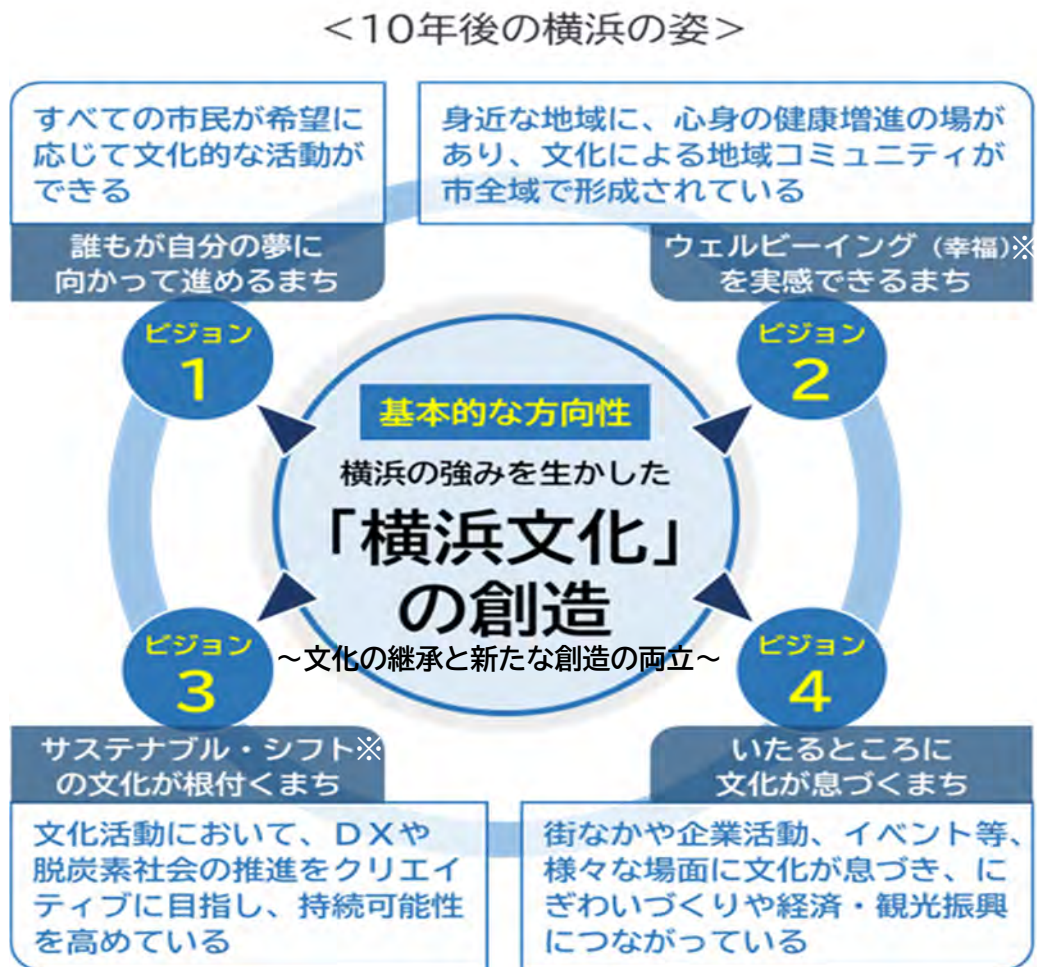 ＜10年後の横浜の姿＞
すべての市民が希望に
応じて文化的な活動が
できる
誰もが自分の夢に
向かって進めるまち
ビジョン
1
身近な地域に、心身の健康増進の場が
あり、文化による地域コミュニティが
市全域で形成されている
ウェルビーイング（幸福）※
を実感できるまち
ビジョン
2
基本的な方向性
横浜の強みを生かした
「横浜文化」
の創造
～文化の継承と新たな創造の両立～
ビジョン
3
サステナブル・シフト※
の文化が根付くまち
文化活動において、ＤＸや
脱炭素社会の推進をクリエイ
ティブに目指し、持続可能性
を高めている
ビジョン
4
いたるところに
文化が息づくまち
街なかや企業活動、イベント等、
様々な場面に文化が息づき、に
ぎわいづくりや経済・観光振興
につながっている